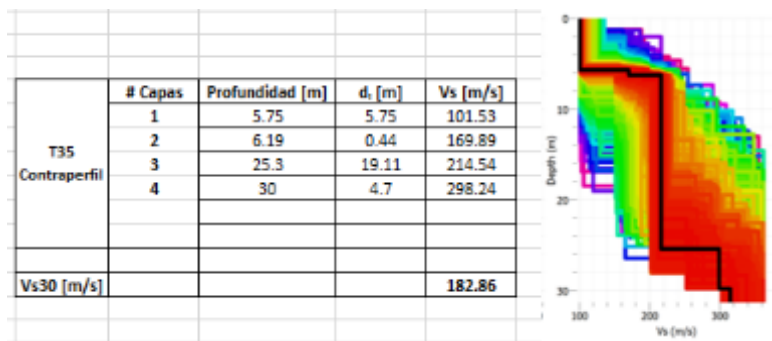 # Capas Profundidad [m] dᵢ [m] Vs [m/s]
1 5.75 5.75 101.53
2 6.19 0.44 169.89
T35 Contraperfil
3 25.3 19.11 214.54
4 30 4.7 298.24
Vs30 [m/s] 182.86
0
10
20
30
Depth (m)
100 200 300
Vs (m/s)